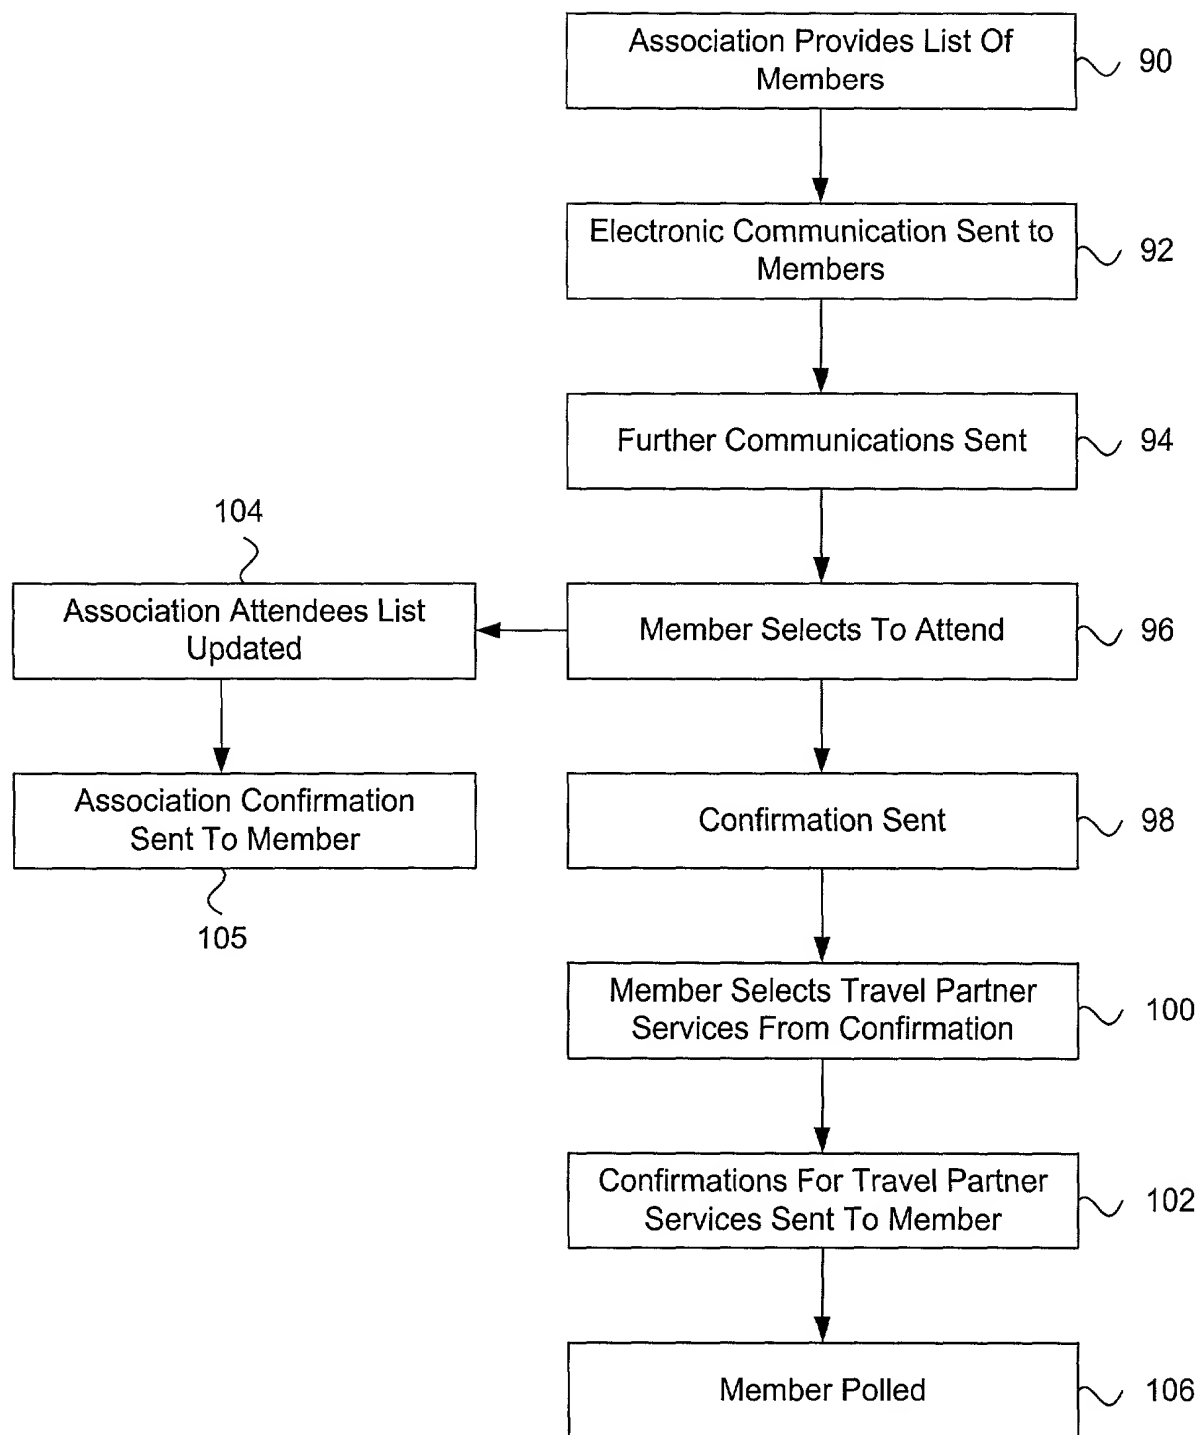 Association Provides List Of
Members
90
Electronic Communication Sent to
Members
92
Further Communications Sent
94
104
Association Attendees List
Updated
Member Selects To Attend
96
Association Confirmation
Sent To Member
105
Confirmation Sent
98
Member Selects Travel Partner
Services From Confirmation
100
Confirmations For Travel Partner
Services Sent To Member
102
Member Polled
106